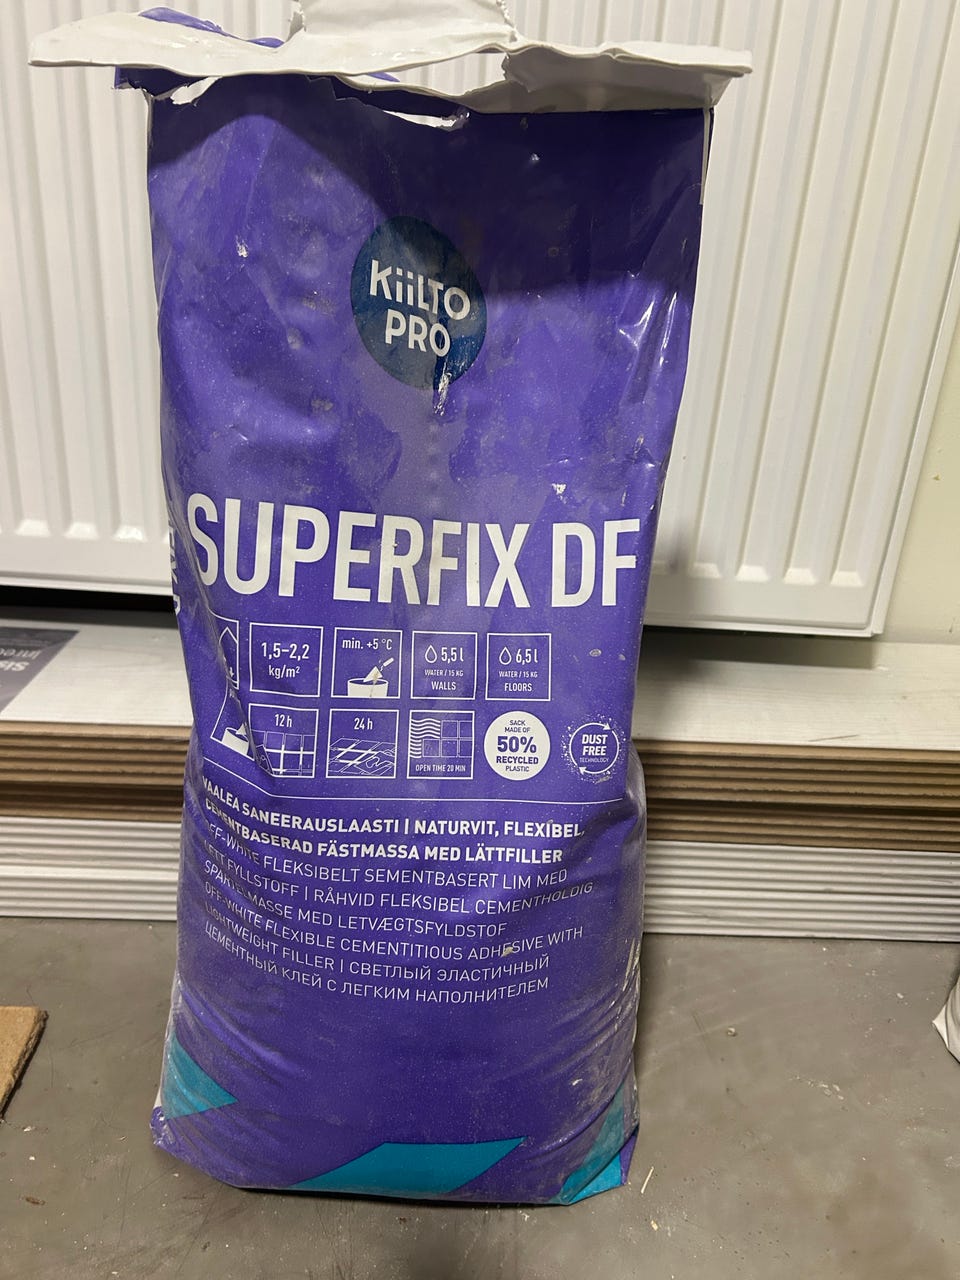 KiiLTO
PRO
SUPERFIX DF
1,5–2,2
kg/m²
min. +5 °C
5,5 l
WATER / 15 KG
WALLS
6,5 l
WATER / 15 KG
FLOORS
12 h
24 h
OPEN TIME 20 MIN
SACK
MADE OF
50%
RECYCLED
PLASTIC
DUST
FREE
TECHNOLOGY
VAALEA SANEERAUSLAASTI | NATURVIT, FLEXIBEL,
CEMENTBASERAD FÄSTMASSA MED LÄTTFILLER
OFF-WHITE FLEKSIBELT SEMENTBASERT LIM MED
LETT FYLLSTOFF | RÅHVID FLEKSIBEL CEMENTHOLDIG
SPARTELMASSE MED LETVÆGTSFYLDSTOF
OFF-WHITE FLEXIBLE CEMENTITIOUS ADHESIVE WITH
LIGHTWEIGHT FILLER | СВЕТЛЫЙ ЭЛАСТИЧНЫЙ
ЦЕМЕНТНЫЙ КЛЕЙ С ЛЕГКИМ НАПОЛНИТЕЛЕМ